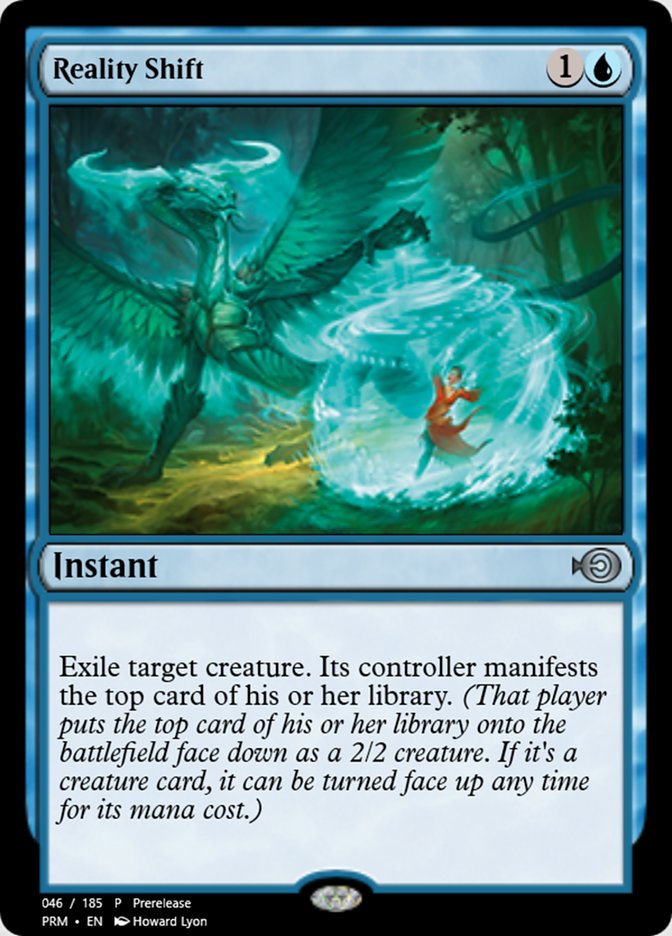 Reality Shift
1
Instant
Exile target creature. Its controller manifests
the top card of his or her library. (That player
puts the top card of his or her library onto the
battlefield face down as a 2/2 creature. If it's a
creature card, it can be turned face up any time
for its mana cost.)
046 / 185 P Prerelease
PRM • EN Howard Lyon